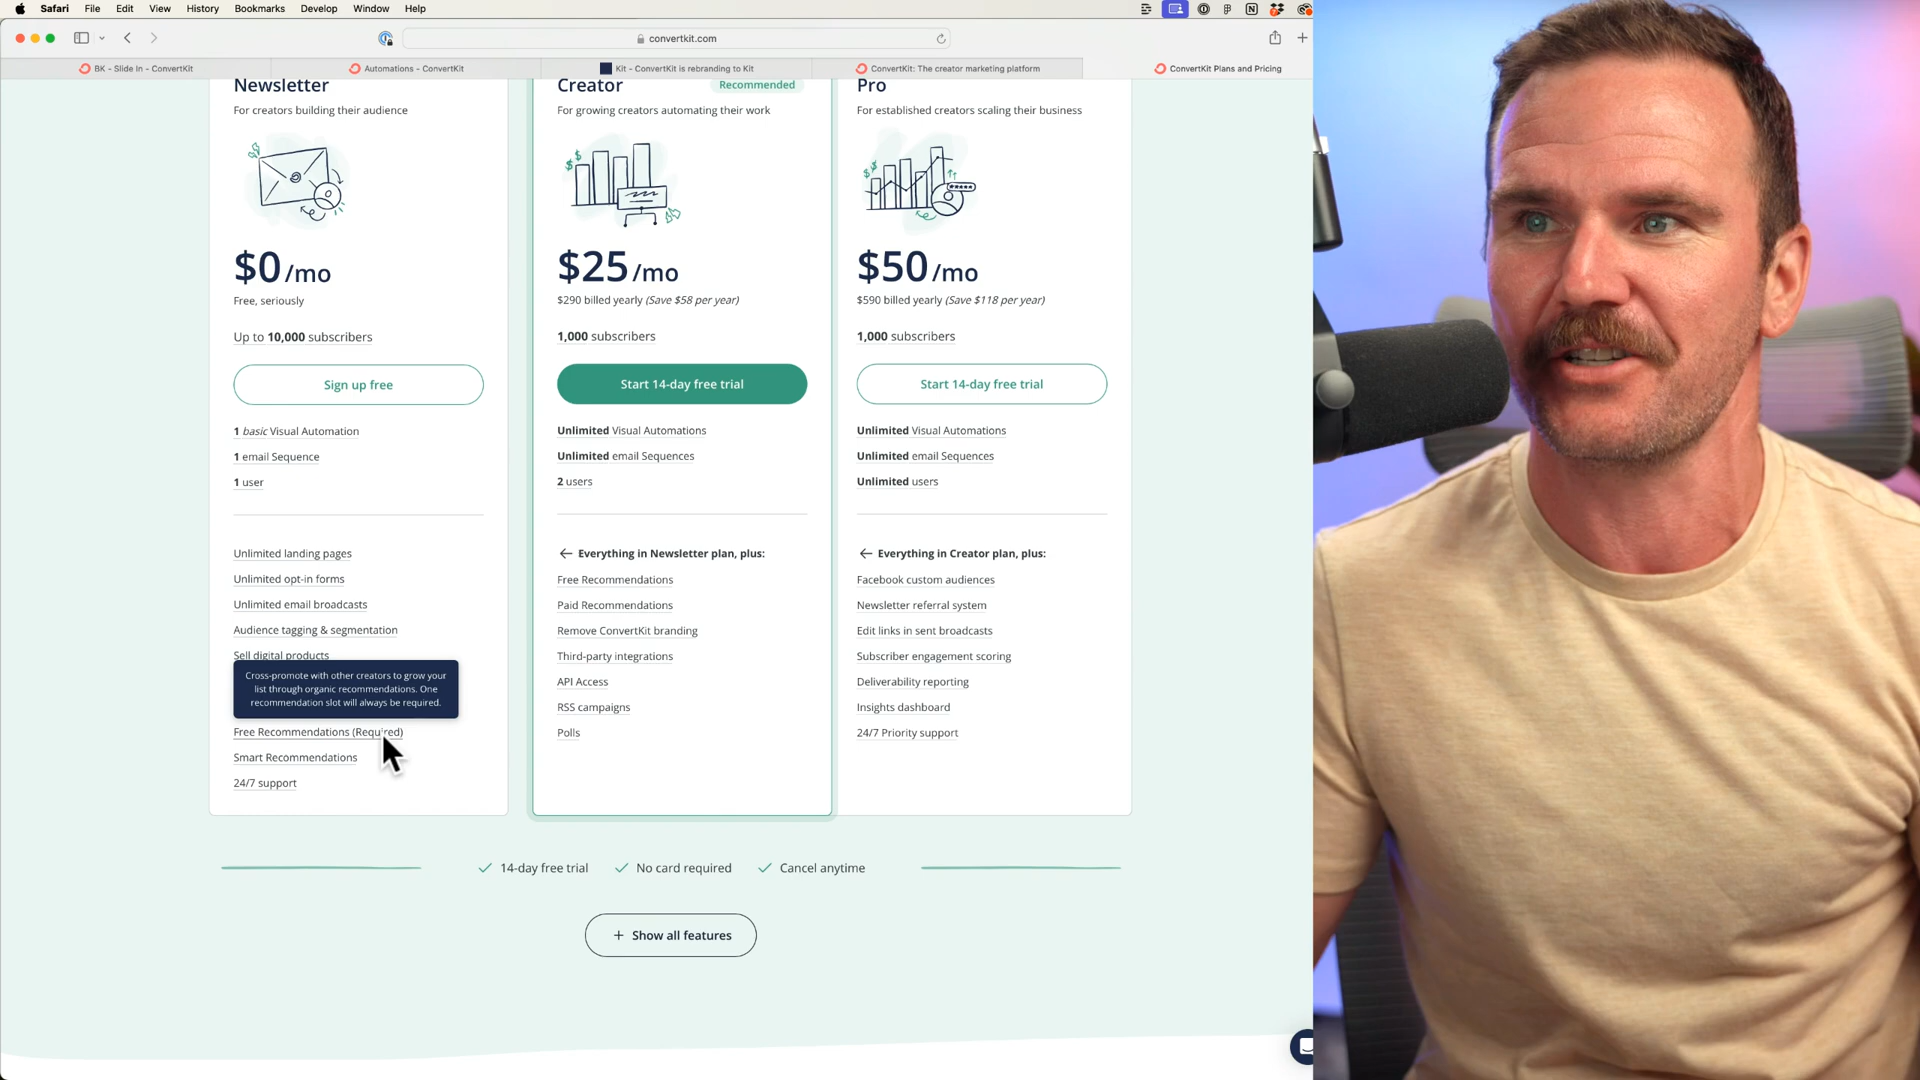 Safari File Edit View History Bookmarks Develop Window Help
convertkit.com
BK - Slide In - ConvertKit
Automations - ConvertKit
Kit - ConvertKit is rebranding to Kit
ConvertKit: The creator marketing platform
ConvertKit Plans and Pricing
Newsletter
For creators building their audience
$0/mo
Free, seriously
Up to 10,000 subscribers
Sign up free
1 basic Visual Automation
1 email Sequence
1 user
Unlimited landing pages
Unlimited opt-in forms
Unlimited email broadcasts
Audience tagging & segmentation
Sell digital products
Cross-promote with other creators to grow your
list through organic recommendations. One
recommendation slot will always be required.
Free Recommendations (Required)
Smart Recommendations
24/7 support
Creator
Recommended
For growing creators automating their work
$25/mo
$290 billed yearly (Save $58 per year)
1,000 subscribers
Start 14-day free trial
Unlimited Visual Automations
Unlimited email Sequences
2 users
Everything in Newsletter plan, plus:
Free Recommendations
Paid Recommendations
Remove ConvertKit branding
Third-party integrations
API Access
RSS campaigns
Polls
Pro
For established creators scaling their business
$50/mo
$590 billed yearly (Save $118 per year)
1,000 subscribers
Start 14-day free trial
Unlimited Visual Automations
Unlimited email Sequences
Unlimited users
Everything in Creator plan, plus:
Facebook custom audiences
Newsletter referral system
Edit links in sent broadcasts
Subscriber engagement scoring
Deliverability reporting
Insights dashboard
24/7 Priority support
14-day free trial
No card required
Cancel anytime
+ Show all features